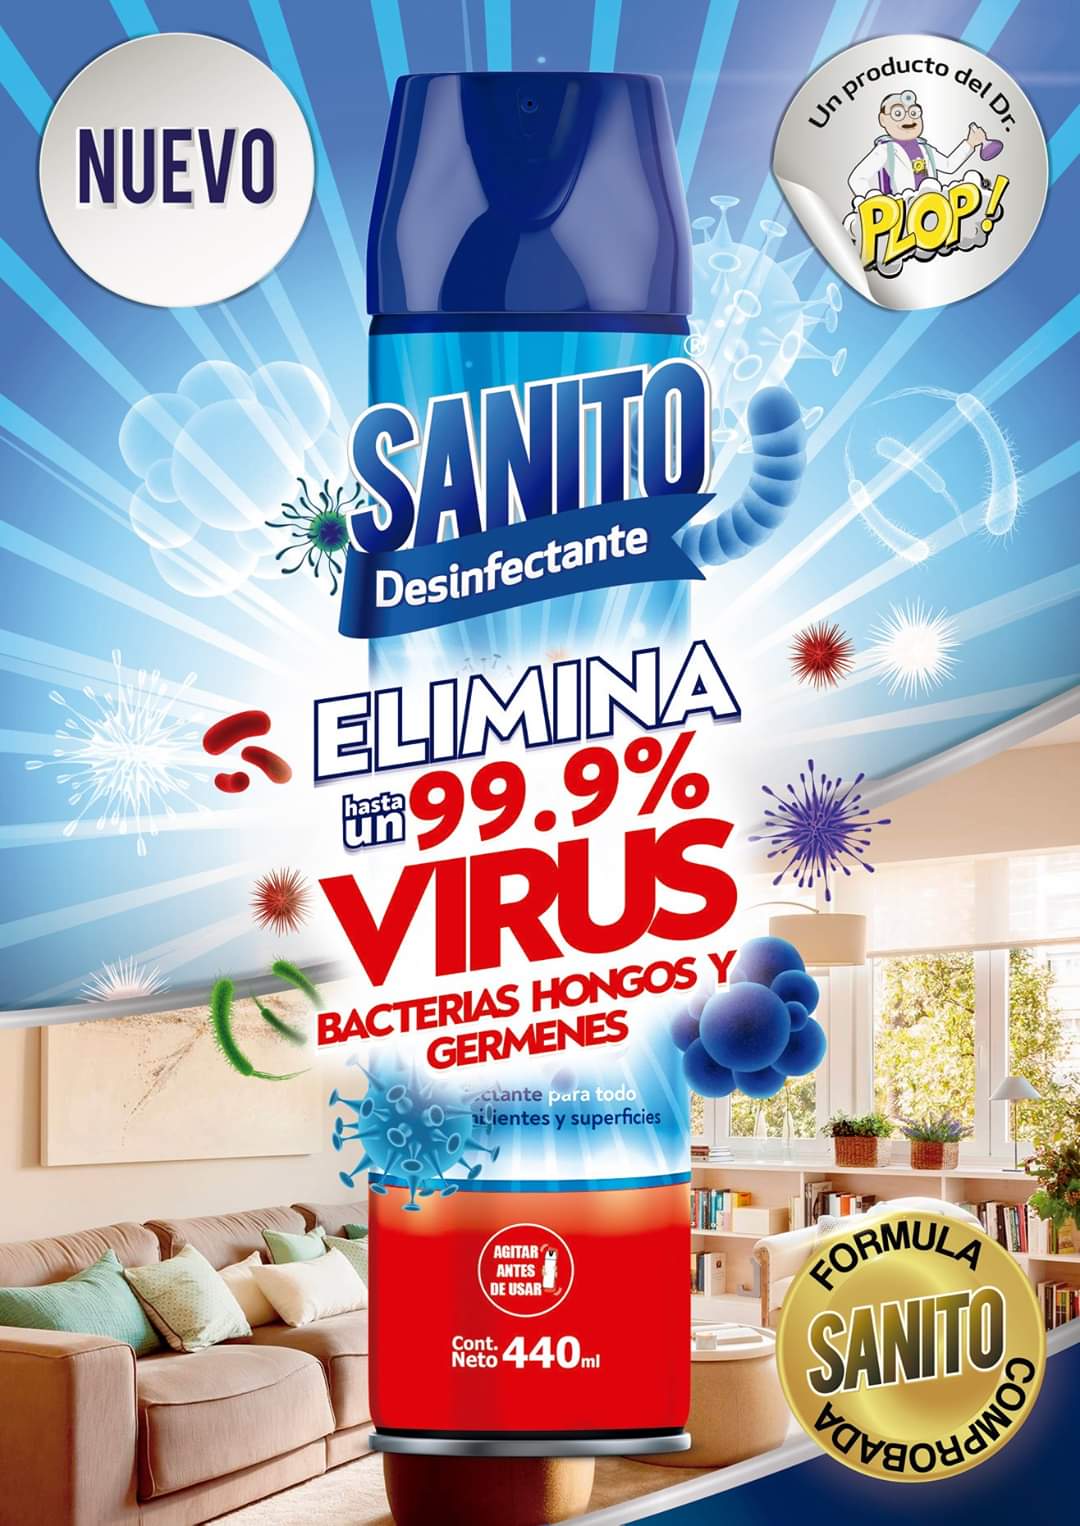 NUEVO
Un producto del Dr.
PLOP!
SANITO®
Desinfectante
ELIMINA
hasta
un 99.9%
VIRUS
BACTERIAS HONGOS Y
GERMENES
para todo
y superficies
AGITAR
ANTES
DE USAR
Cont.
Neto 440ml
FORMULA
SANITO
COMPROBADA